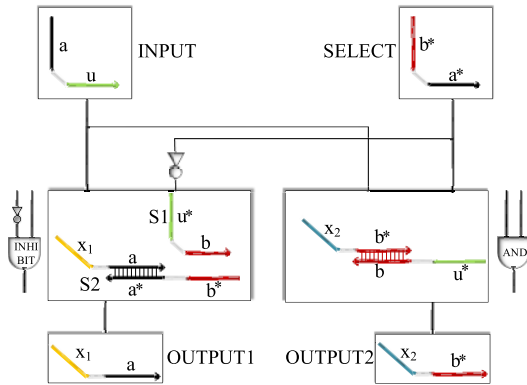 a
INPUT
u
SELECT
b*
a*
S1
u*
b
x1
a
S2
a*
b*
INHI
BIT
x2
b*
b
u*
AND
x1
a
OUTPUT1
OUTPUT2
x2
b*